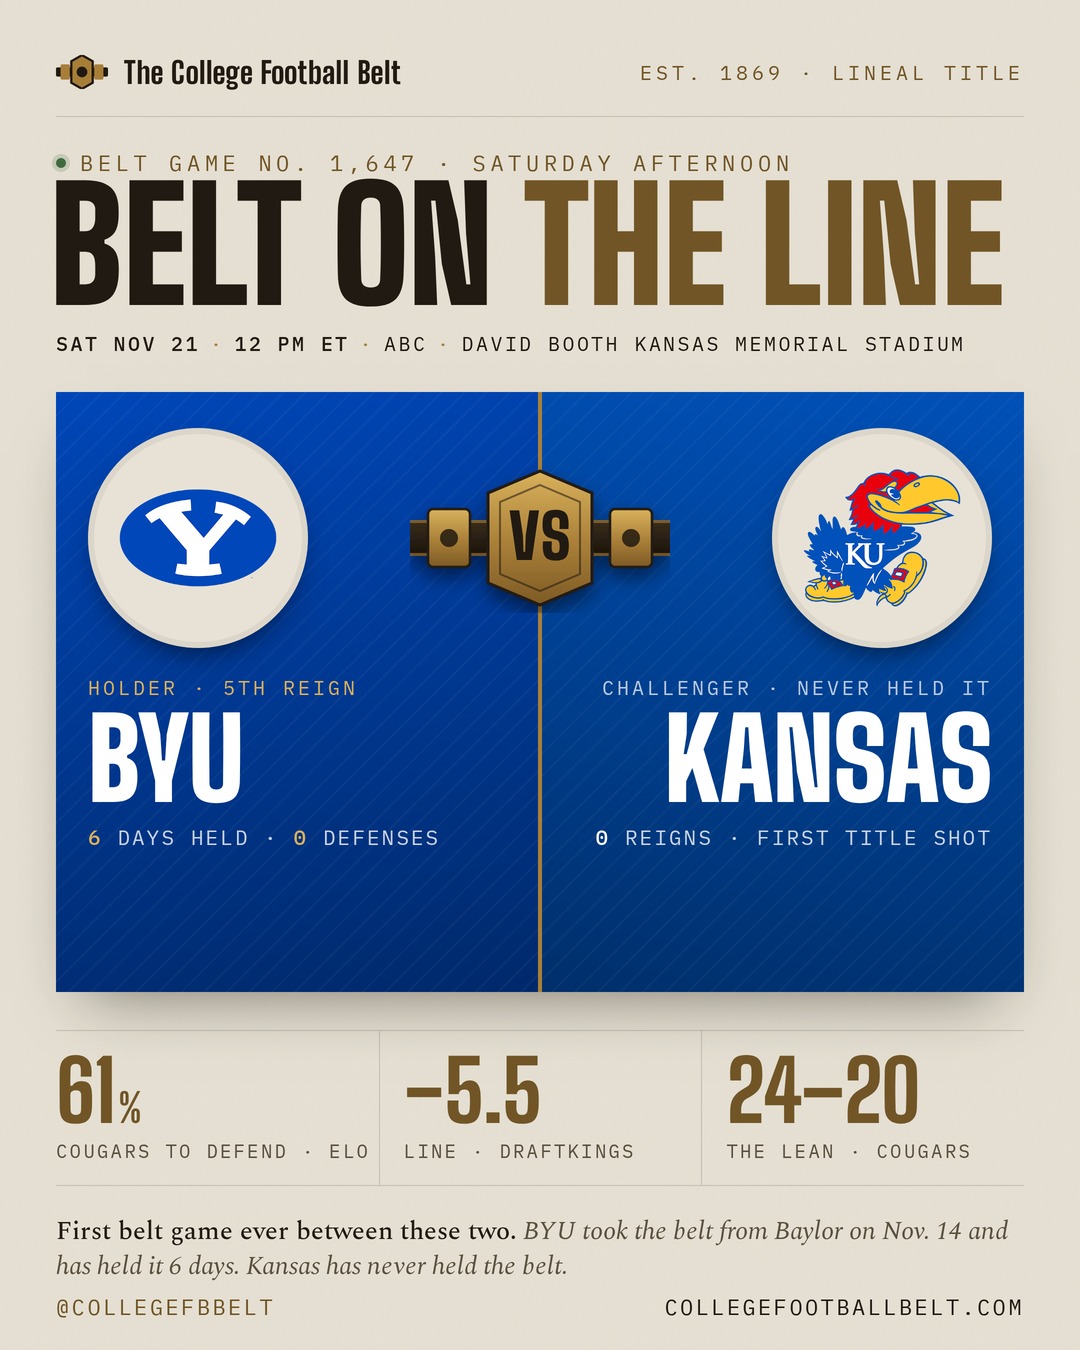 The College Football Belt
EST. 1869 · LINEAL TITLE
BELT GAME NO. 1,647 · SATURDAY AFTERNOON
BELT ON THE LINE
SAT NOV 21 · 12 PM ET · ABC · DAVID BOOTH KANSAS MEMORIAL STADIUM
Y
VS
KU
HOLDER · 5TH REIGN
BYU
6 DAYS HELD · 0 DEFENSES
CHALLENGER · NEVER HELD IT
KANSAS
0 REIGNS · FIRST TITLE SHOT
61%
COUGARS TO DEFEND · ELO
−5.5
LINE · DRAFTKINGS
24–20
THE LEAN · COUGARS
First belt game ever between these two. BYU took the belt from Baylor on Nov. 14 and
has held it 6 days. Kansas has never held the belt.
@COLLEGEFBBELT
COLLEGEFOOTBALLBELT.COM